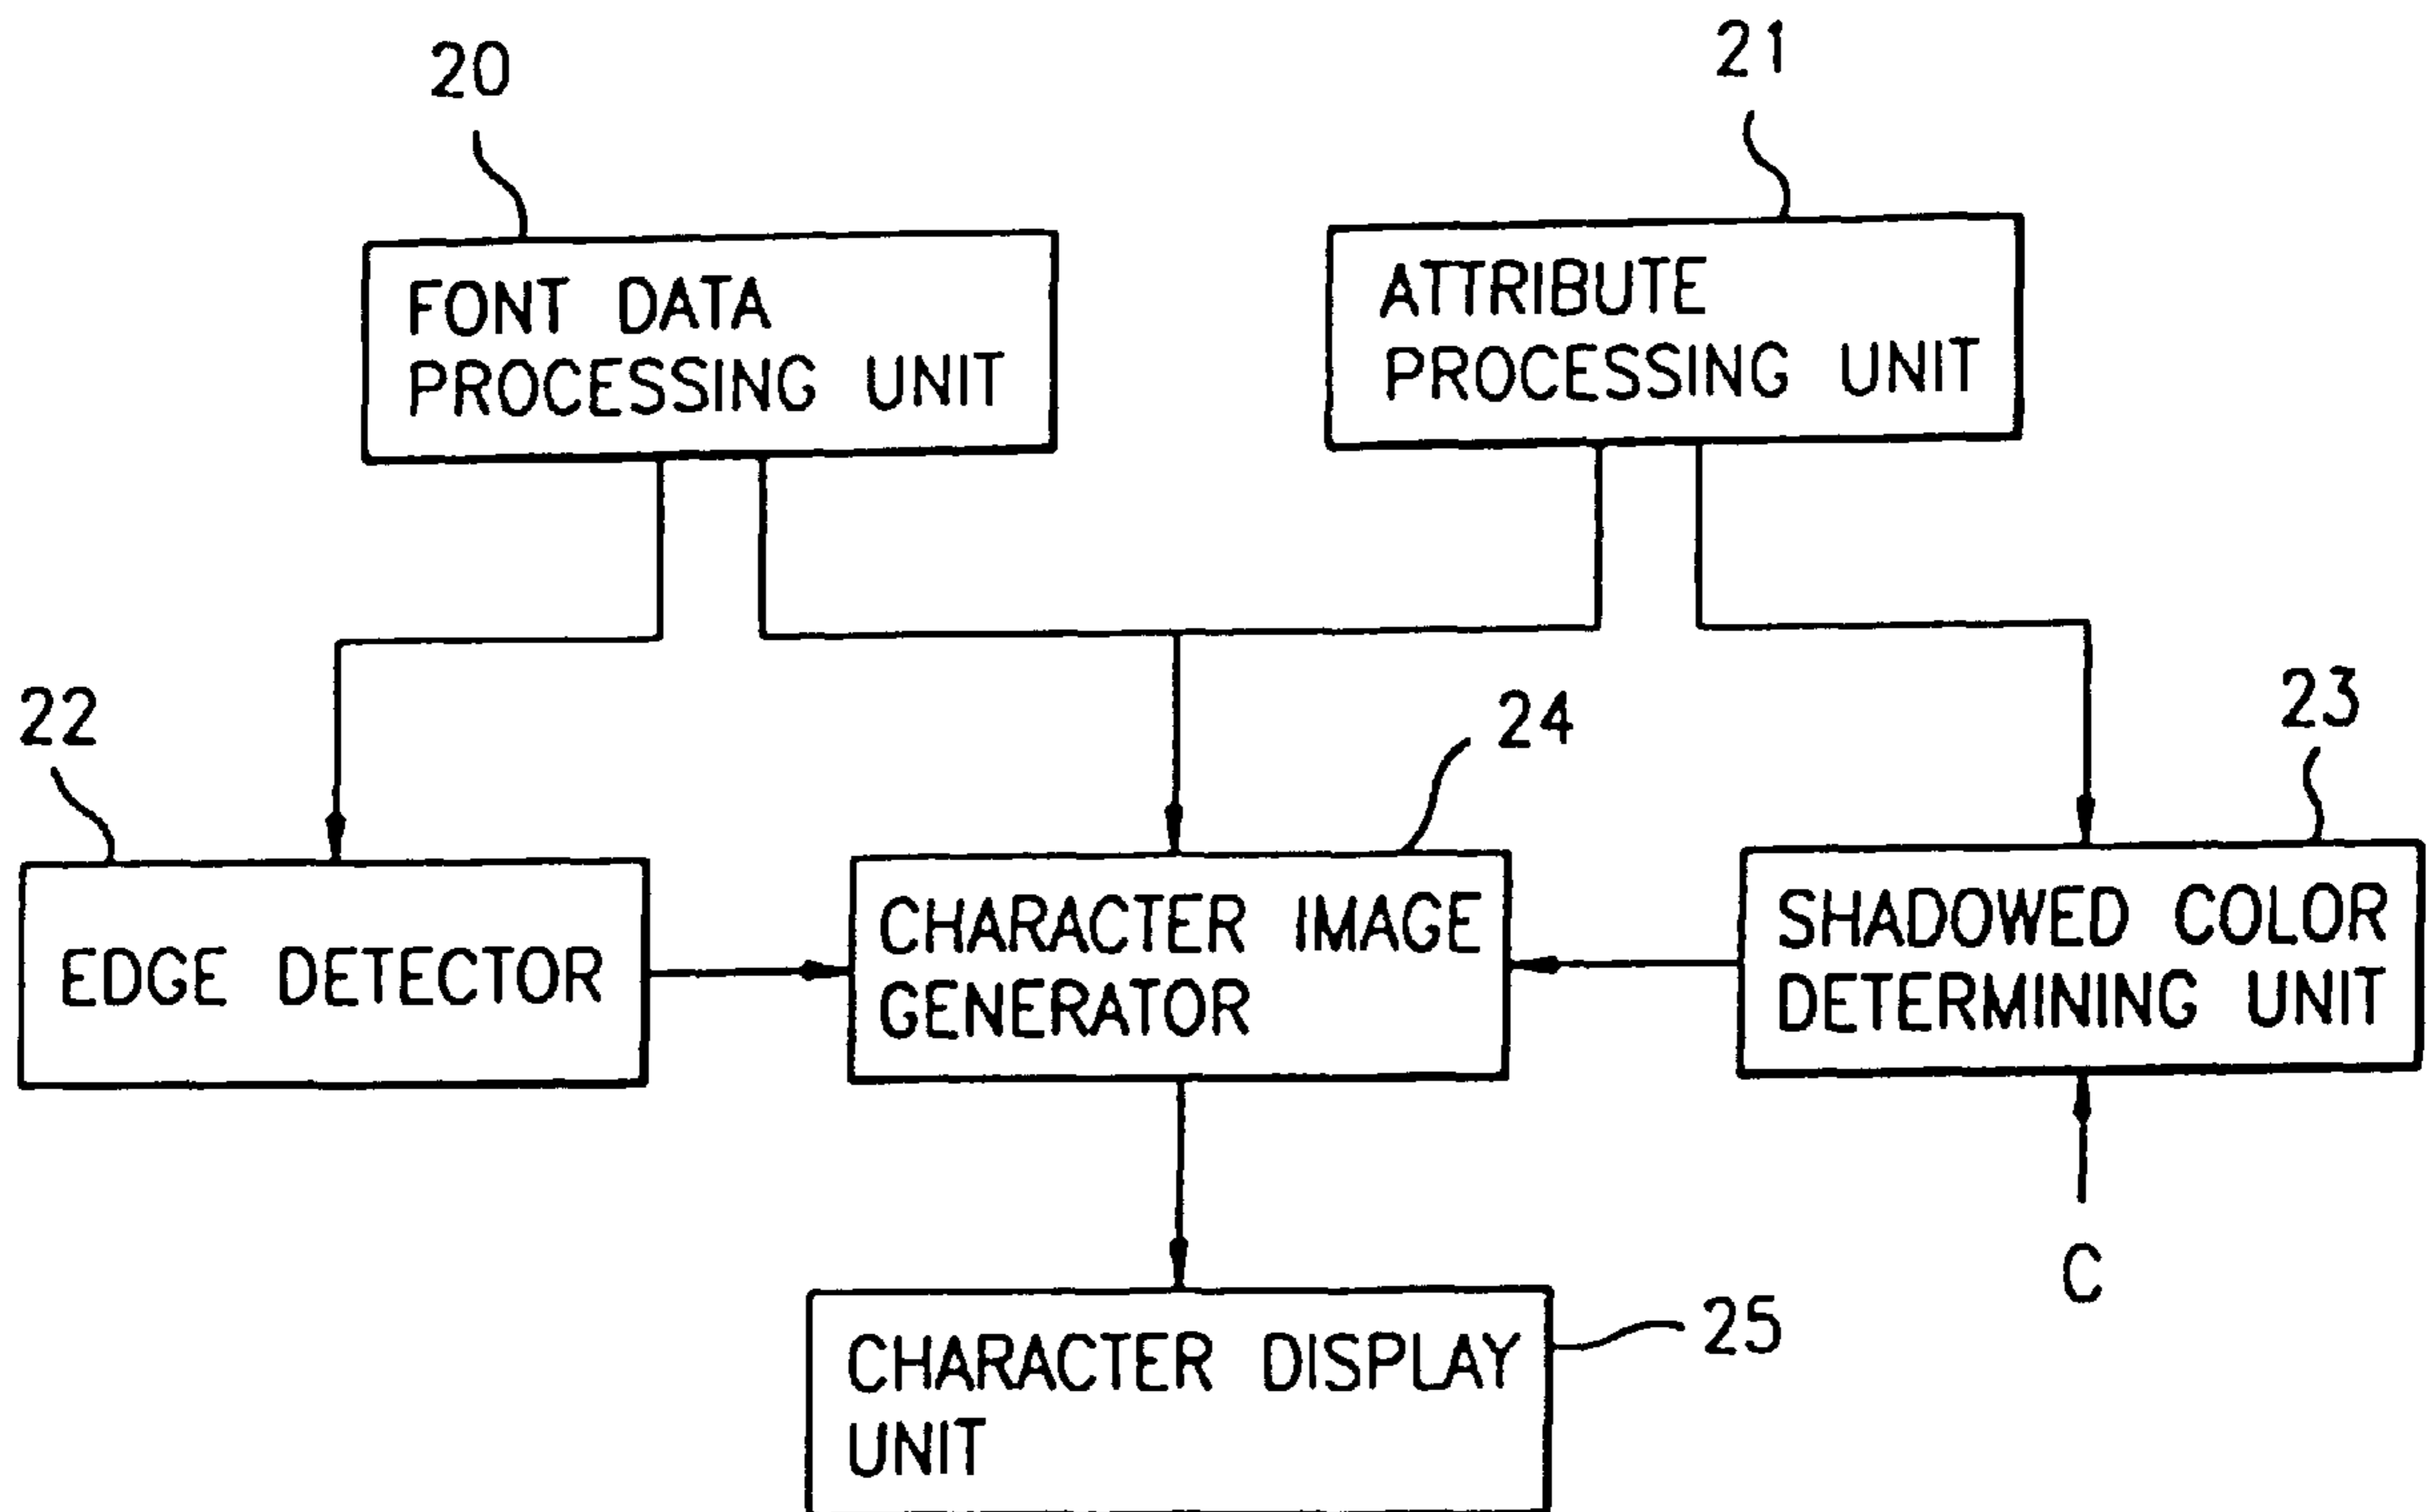 20
21
FONT DATA
PROCESSING UNIT
ATTRIBUTE
PROCESSING UNIT
22
24
23
EDGE DETECTOR
CHARACTER IMAGE
GENERATOR
SHADOWED COLOR
DETERMINING UNIT
C
CHARACTER DISPLAY
UNIT
25